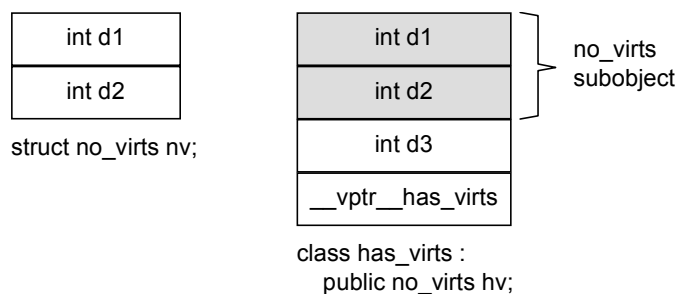 int d1
int d2
struct no_virts nv;
int d1
int d2
int d3
__vptr__has_virts
no_virts
subobject
class has_virts :
public no_virts hv;